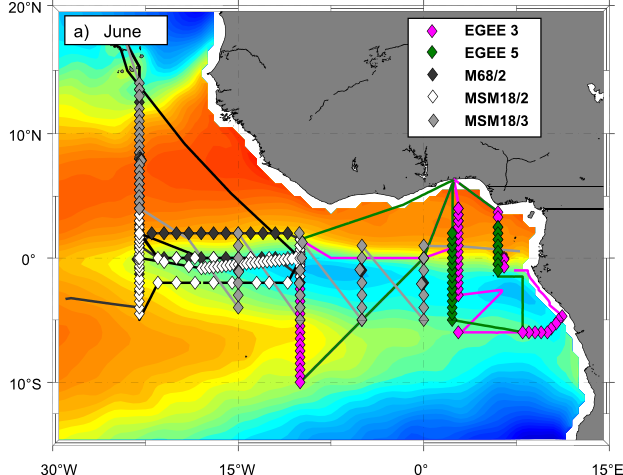 20°N
a) June
EGEE 3
EGEE 5
M68/2
MSM18/2
MSM18/3
10°N
0°
10°S
30°W 15°W 0° 15°E